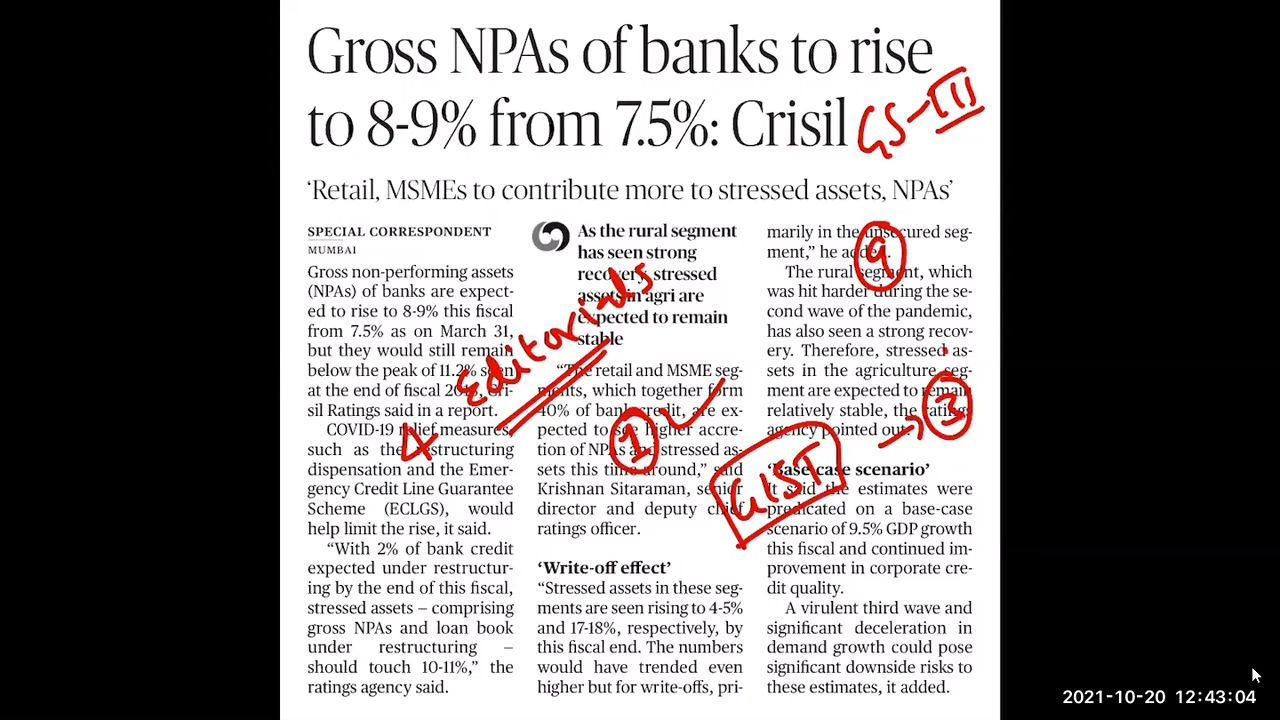 Gross NPAs of banks to rise
to 8-9% from 7.5%: Crisil
GS-III
‘Retail, MSMEs to contribute more to stressed assets, NPAs’
SPECIAL CORRESPONDENT
MUMBAI
Gross non-performing assets
(NPAs) of banks are expect-
ed to rise to 8-9% this fiscal
from 7.5% as on March 31,
but they would still remain
below the peak of 11.2% seen
at the end of fiscal 2018, Cri-
sil Ratings said in a report.
COVID-19 relief measures,
such as the restructuring
dispensation and the Emer-
gency Credit Line Guarantee
Scheme (ECLGS), would
help limit the rise, it said.
“With 2% of bank credit
expected under restructur-
ing by the end of this fiscal,
stressed assets – comprising
gross NPAs and loan book
under restructuring –
should touch 10-11%,” the
ratings agency said.
As the rural segment
has seen strong
recovery, stressed
assets in agri are
expected to remain
stable
“The retail and MSME seg-
ments, which together form
40% of bank credit, are ex-
pected to see higher accre-
tion of NPAs and stressed as-
sets this time around,” said
Krishnan Sitaraman, senior
director and deputy chief
ratings officer.
‘Write-off effect’
“Stressed assets in these seg-
ments are seen rising to 4-5%
and 17-18%, respectively, by
this fiscal end. The numbers
would have trended even
higher but for write-offs, pri-
marily in the unsecured seg-
ment,” he added.
The rural segment, which
was hit harder during the se-
cond wave of the pandemic,
has also seen a strong recov-
ery. Therefore, stressed as-
sets in the agriculture seg-
ment are expected to remain
relatively stable, the ratings
agency pointed out.
‘Base-case scenario’
It said the estimates were
predicated on a base-case
scenario of 9.5% GDP growth
this fiscal and continued im-
provement in corporate cre-
dit quality.
A virulent third wave and
significant deceleration in
demand growth could pose
significant downside risks to
these estimates, it added.
4 Editorials
1
GIST
3
9
2021-10-20 12:43:04